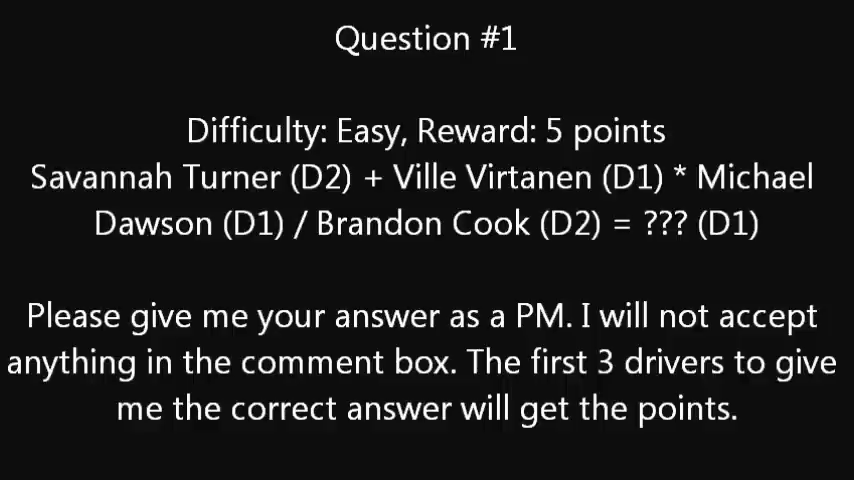 Question #1
Difficulty: Easy, Reward: 5 points
Savannah Turner (D2) + Ville Virtanen (D1) * Michael
Dawson (D1) / Brandon Cook (D2) = ??? (D1)
Please give me your answer as a PM. I will not accept
anything in the comment box. The first 3 drivers to give
me the correct answer will get the points.